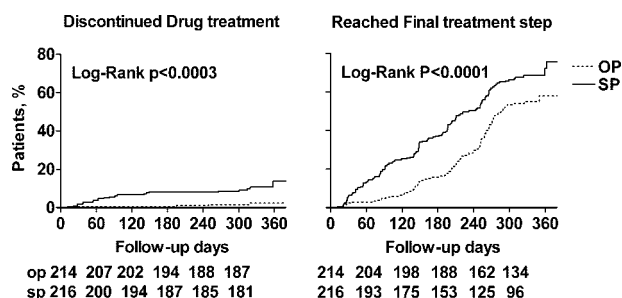 Discontinued Drug treatment
Reached Final treatment step
Patients, %
80
60
40
20
0
Log-Rank p<0.0003
Log-Rank P<0.0001
OP
SP
0 60 120 180 240 300 360
0 60 120 180 240 300 360
Follow-up days
Follow-up days
op 214 207 202 194 188 187
214 204 198 188 162 134
sp 216 200 194 187 185 181
216 193 175 153 125 96